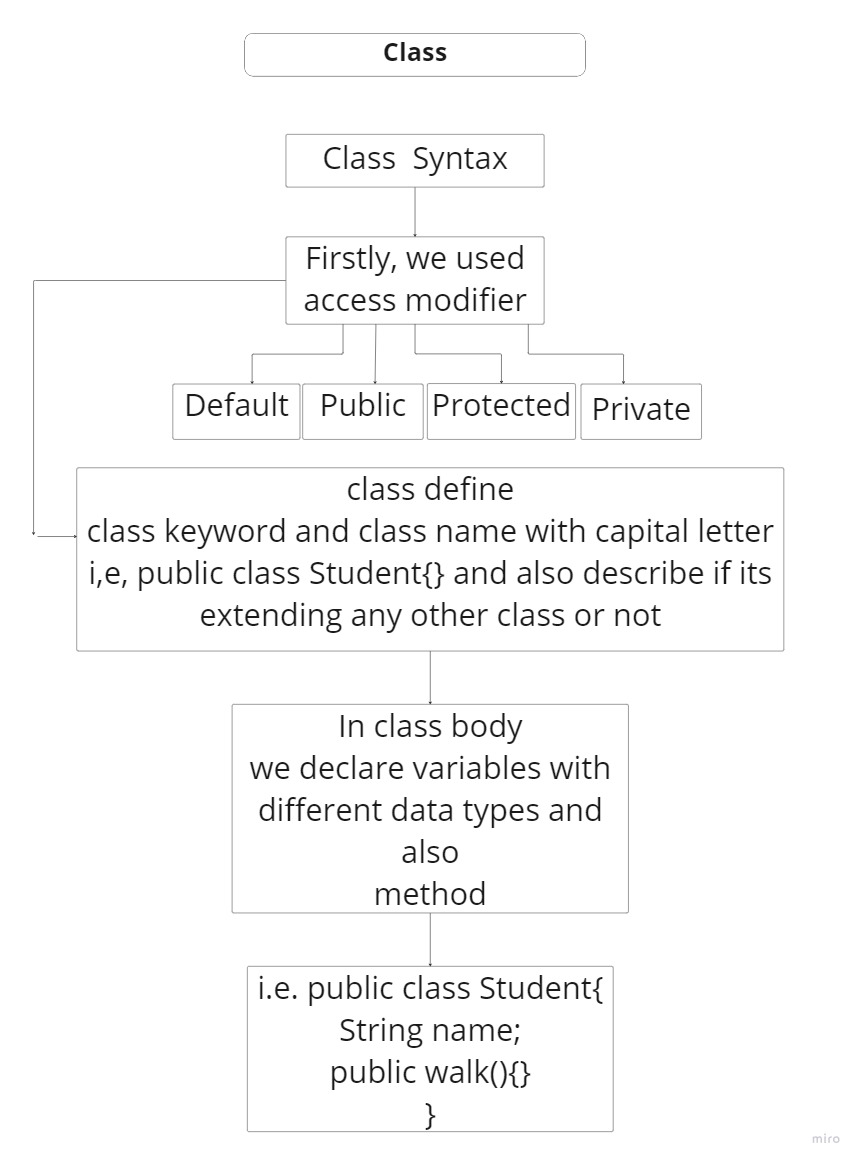 Class
Class  Syntax
Firstly, we used
access modifier
Default
Public
Protected
Private
class define
class keyword and class name with capital letter
i,e, public class Student{} and also describe if its
extending any other class or not
In class body
we declare variables with
different data types and
also
method
i.e. public class Student{
String name;
public walk(){}
}
miro